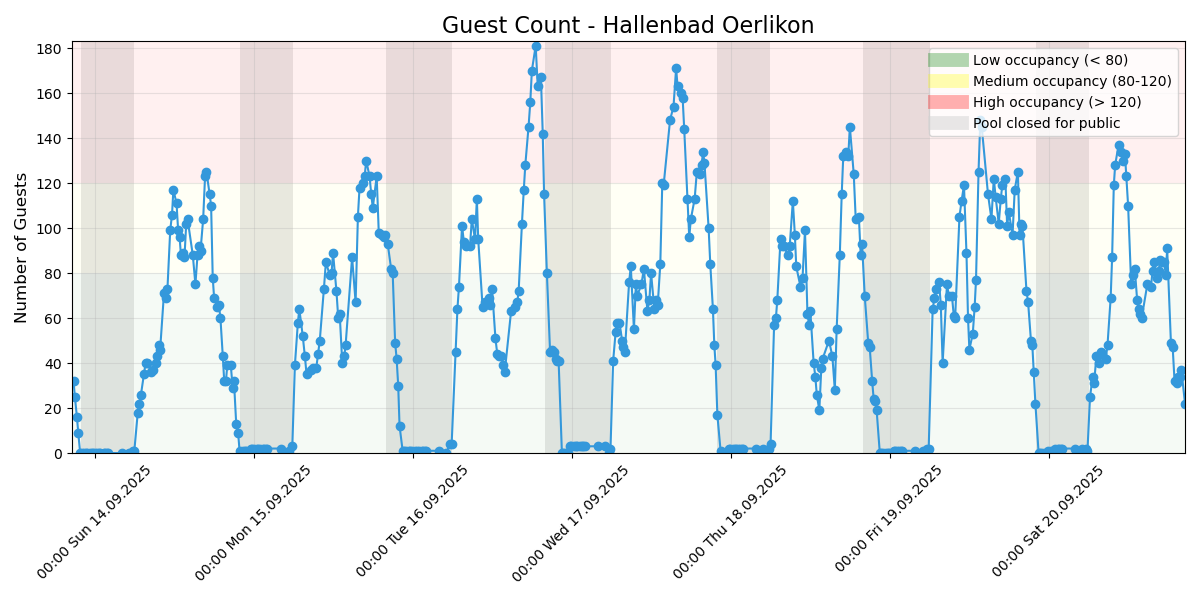 Guest Count - Hallenbad Oerlikon
Number of Guests
180
160
140
120
100
80
60
40
20
0
Low occupancy (< 80)
Medium occupancy (80-120)
High occupancy (> 120)
Pool closed for public
00:00 Sun 14.09.2025
00:00 Mon 15.09.2025
00:00 Tue 16.09.2025
00:00 Wed 17.09.2025
00:00 Thu 18.09.2025
00:00 Fri 19.09.2025
00:00 Sat 20.09.2025